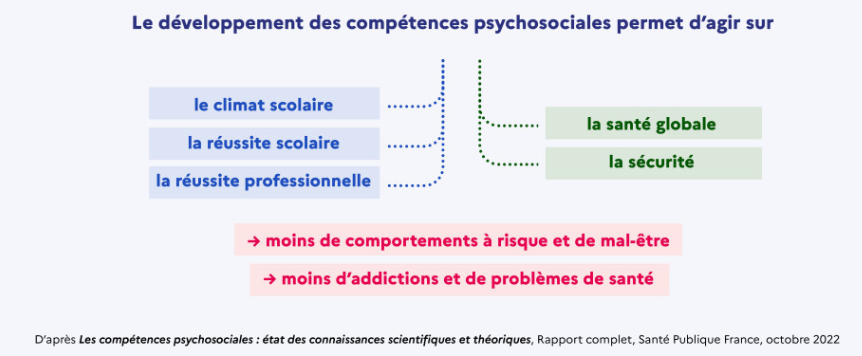 Le développement des compétences psychosociales permet d’agir sur
le climat scolaire
la réussite scolaire
la réussite professionnelle
la santé globale
la sécurité
→ moins de comportements à risque et de mal-être
→ moins d’addictions et de problèmes de santé
D’après Les compétences psychosociales : état des connaissances scientifiques et théoriques, Rapport complet, Santé Publique France, octobre 2022